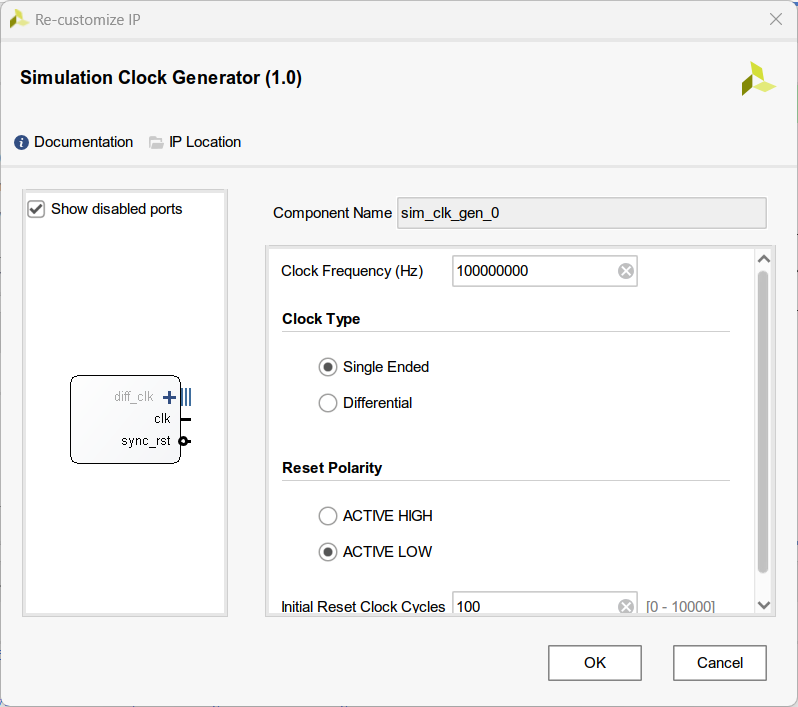 Re-customize IP
Simulation Clock Generator (1.0)
Documentation IP Location
Show disabled ports
diff_clk
clk
sync_rst
Component Name sim_clk_gen_0
Clock Frequency (Hz) 100000000
Clock Type
Single Ended
Differential
Reset Polarity
ACTIVE HIGH
ACTIVE LOW
Initial Reset Clock Cycles 100 [0 - 10000]
OK Cancel